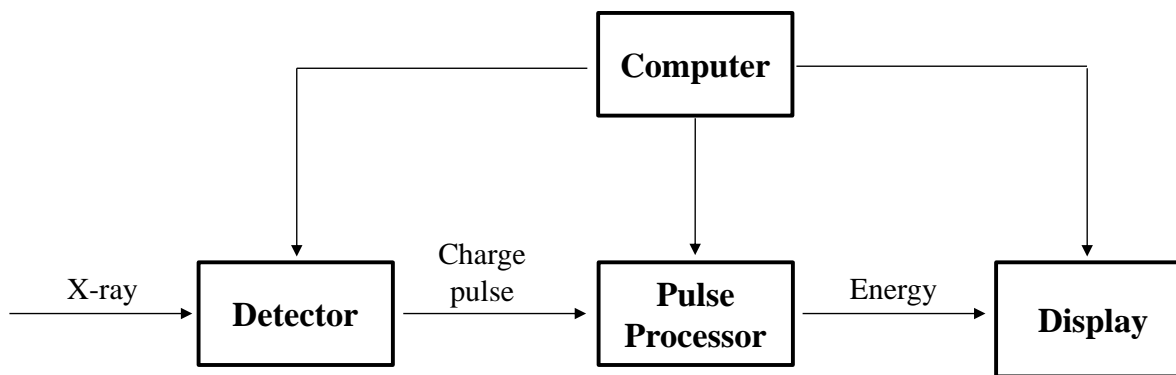 Computer
Charge
pulse
X-ray
Detector
Pulse
Processor
Energy
Display